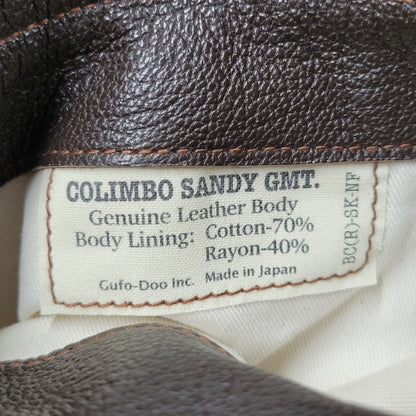 COLIMBO SANDY GMT.
Genuine Leather Body
Body Lining: Cotton-70%
Rayon-40%
Gufo-Doo Inc. Made in Japan
BC(R)-SK-NF